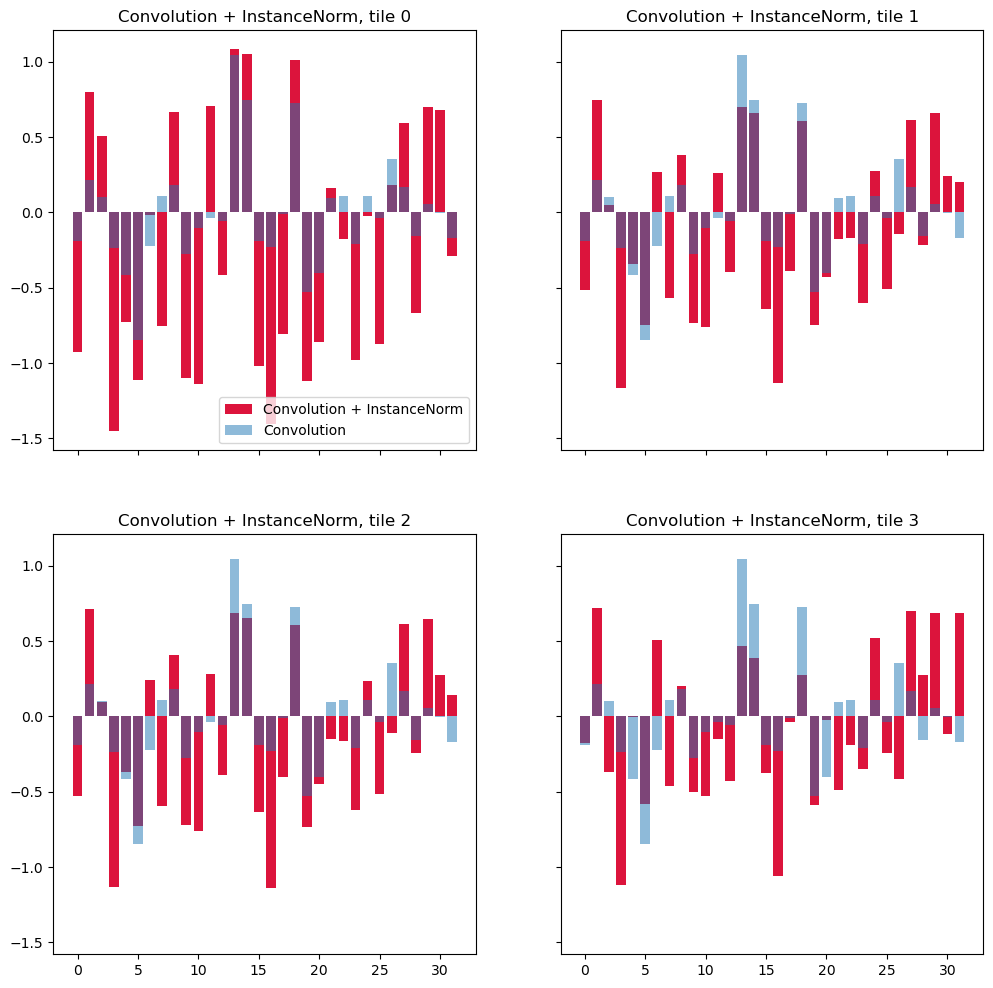 Convolution + InstanceNorm, tile 0
Convolution + InstanceNorm, tile 1
1.0
0.5
0.0
−0.5
−1.0
−1.5
Convolution + InstanceNorm
Convolution
Convolution + InstanceNorm, tile 2
Convolution + InstanceNorm, tile 3
1.0
0.5
0.0
−0.5
−1.0
−1.5
0 5 10 15 20 25 30
0 5 10 15 20 25 30